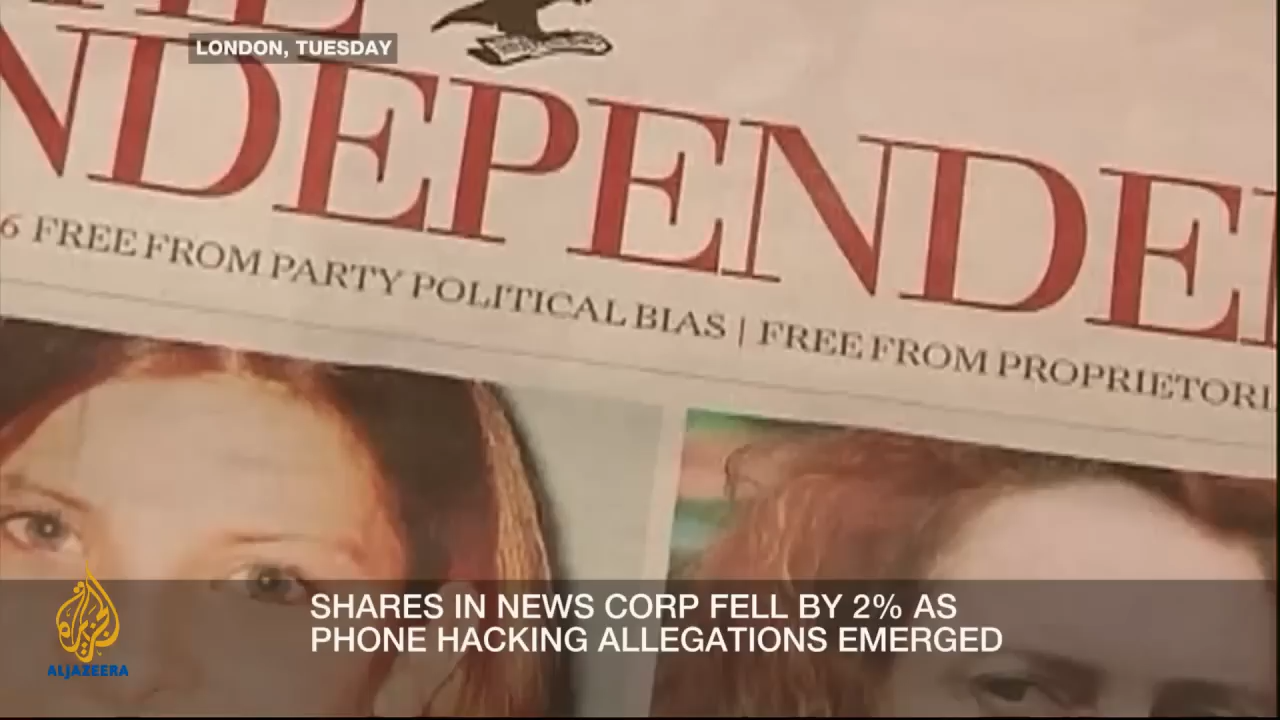 LONDON, TUESDAY
THE
NDEPENDE
6 FREE FROM PARTY POLITICAL BIAS | FREE FROM PROPRIETORI
SHARES IN NEWS CORP FELL BY 2% AS
PHONE HACKING ALLEGATIONS EMERGED
ALJAZEERA